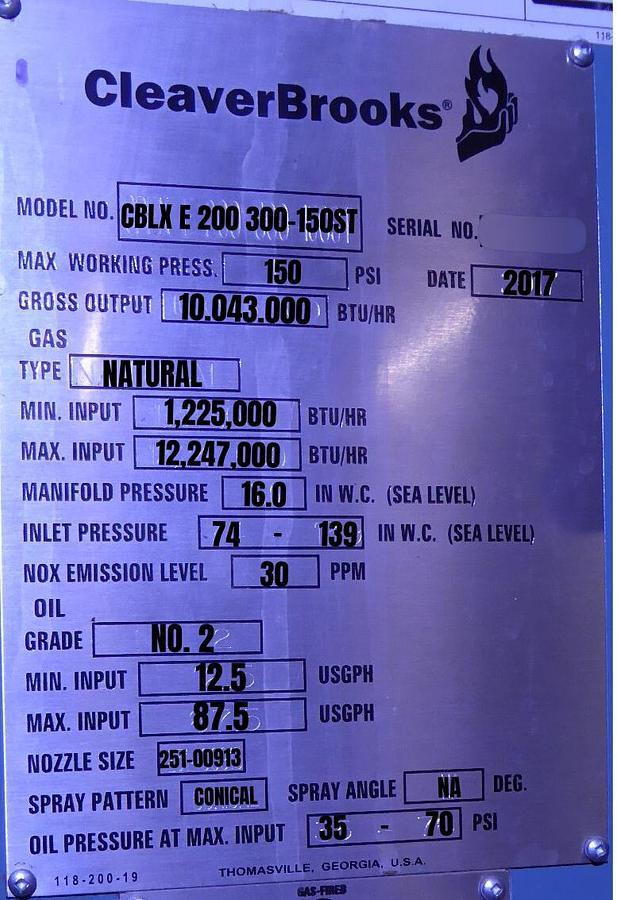 118-
CleaverBrooks®
MODEL NO. CBLX E 200 300-150ST SERIAL NO.
MAX WORKING PRESS. 150 PSI DATE 2017
GROSS OUTPUT 10.043.000 BTU/HR
GAS
TYPE NATURAL
MIN. INPUT 1,225,000 BTU/HR
MAX. INPUT 12,247,000 BTU/HR
MANIFOLD PRESSURE 16.0 IN W.C. (SEA LEVEL)
INLET PRESSURE 74 - 139 IN W.C. (SEA LEVEL)
NOX EMISSION LEVEL 30 PPM
OIL
GRADE NO. 2
MIN. INPUT 12.5 USGPH
MAX. INPUT 87.5 USGPH
NOZZLE SIZE 251-00913
SPRAY PATTERN CONICAL SPRAY ANGLE NA DEG.
OIL PRESSURE AT MAX. INPUT 35 - 70 PSI
118-200-19 THOMASVILLE, GEORGIA, U.S.A.
GAS-FIRED